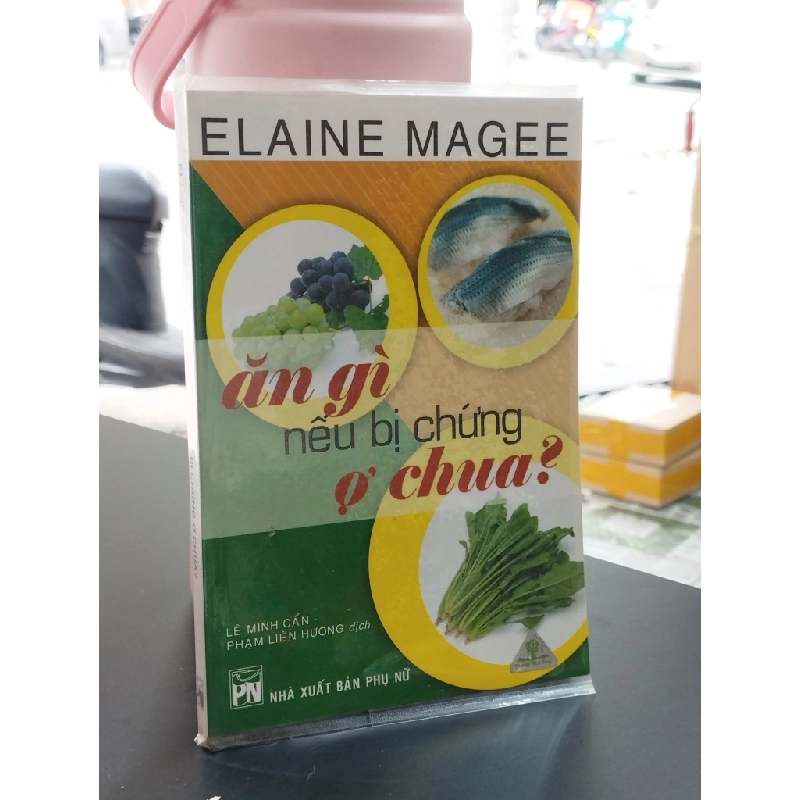 ELAINE MAGEE
ăn gì
nếu bị chứng
ợ chua?
LÊ MINH CẨN -
PHẠM LIÊN HƯƠNG dịch
PN
NHÀ XUẤT BẢN PHỤ NỮ